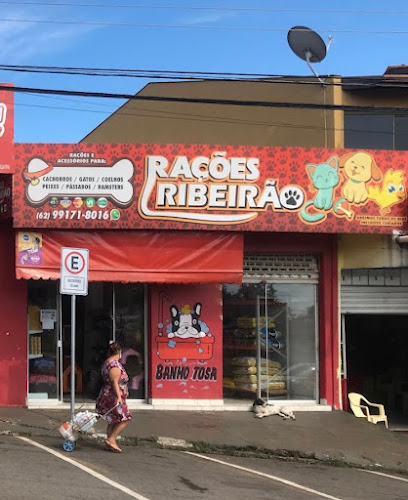 RAÇÕES E
ACESSÓRIOS PARA:
CACHORROS / GATOS / COELHOS
PEIXES / PÁSSAROS / HAMSTERS
(62) 99171-8016
RAÇÕES
RIBEIRÃO
E
BANHO TOSA